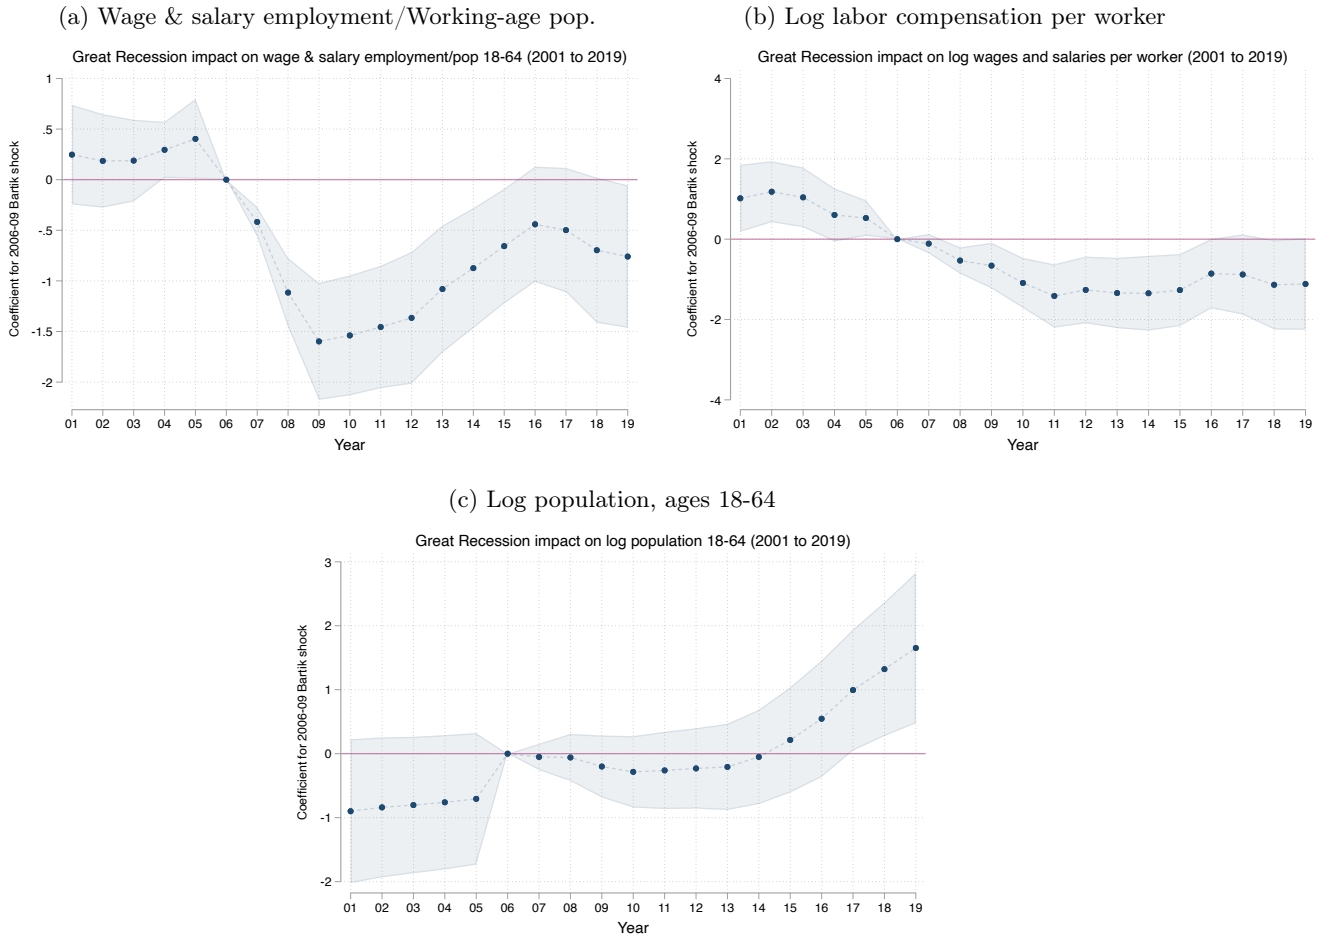 (a) Wage & salary employment/Working-age pop.
Great Recession impact on wage & salary employment/pop 18-64 (2001 to 2019)
Coefficient for 2006-09 Bartik shock
1
.5
0
-.5
-1
-1.5
-2
01 02 03 04 05 06 07 08 09 10 11 12 13 14 15 16 17 18 19
Year
(b) Log labor compensation per worker
Great Recession impact on log wages and salaries per worker (2001 to 2019)
Coefficient for 2006-09 Bartik shock
4
2
0
-2
-4
01 02 03 04 05 06 07 08 09 10 11 12 13 14 15 16 17 18 19
Year
(c) Log population, ages 18-64
Great Recession impact on log population 18-64 (2001 to 2019)
Coefficient for 2006-09 Bartik shock
3
2
1
0
-1
-2
01 02 03 04 05 06 07 08 09 10 11 12 13 14 15 16 17 18 19
Year